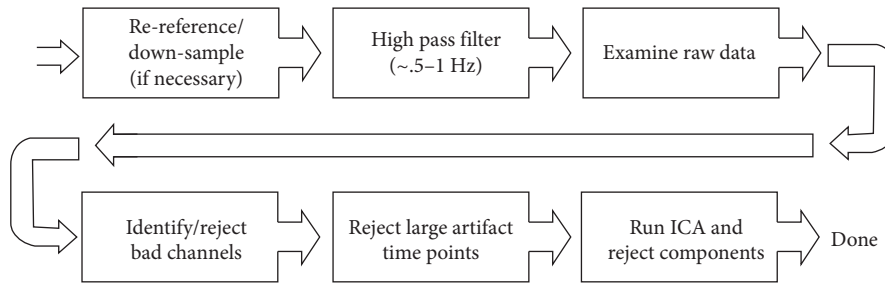 Re-reference/
down-sample
(if necessary)
High pass filter
(~.5–1 Hz)
Examine raw data
Identify/reject
bad channels
Reject large artifact
time points
Run ICA and
reject components
Done